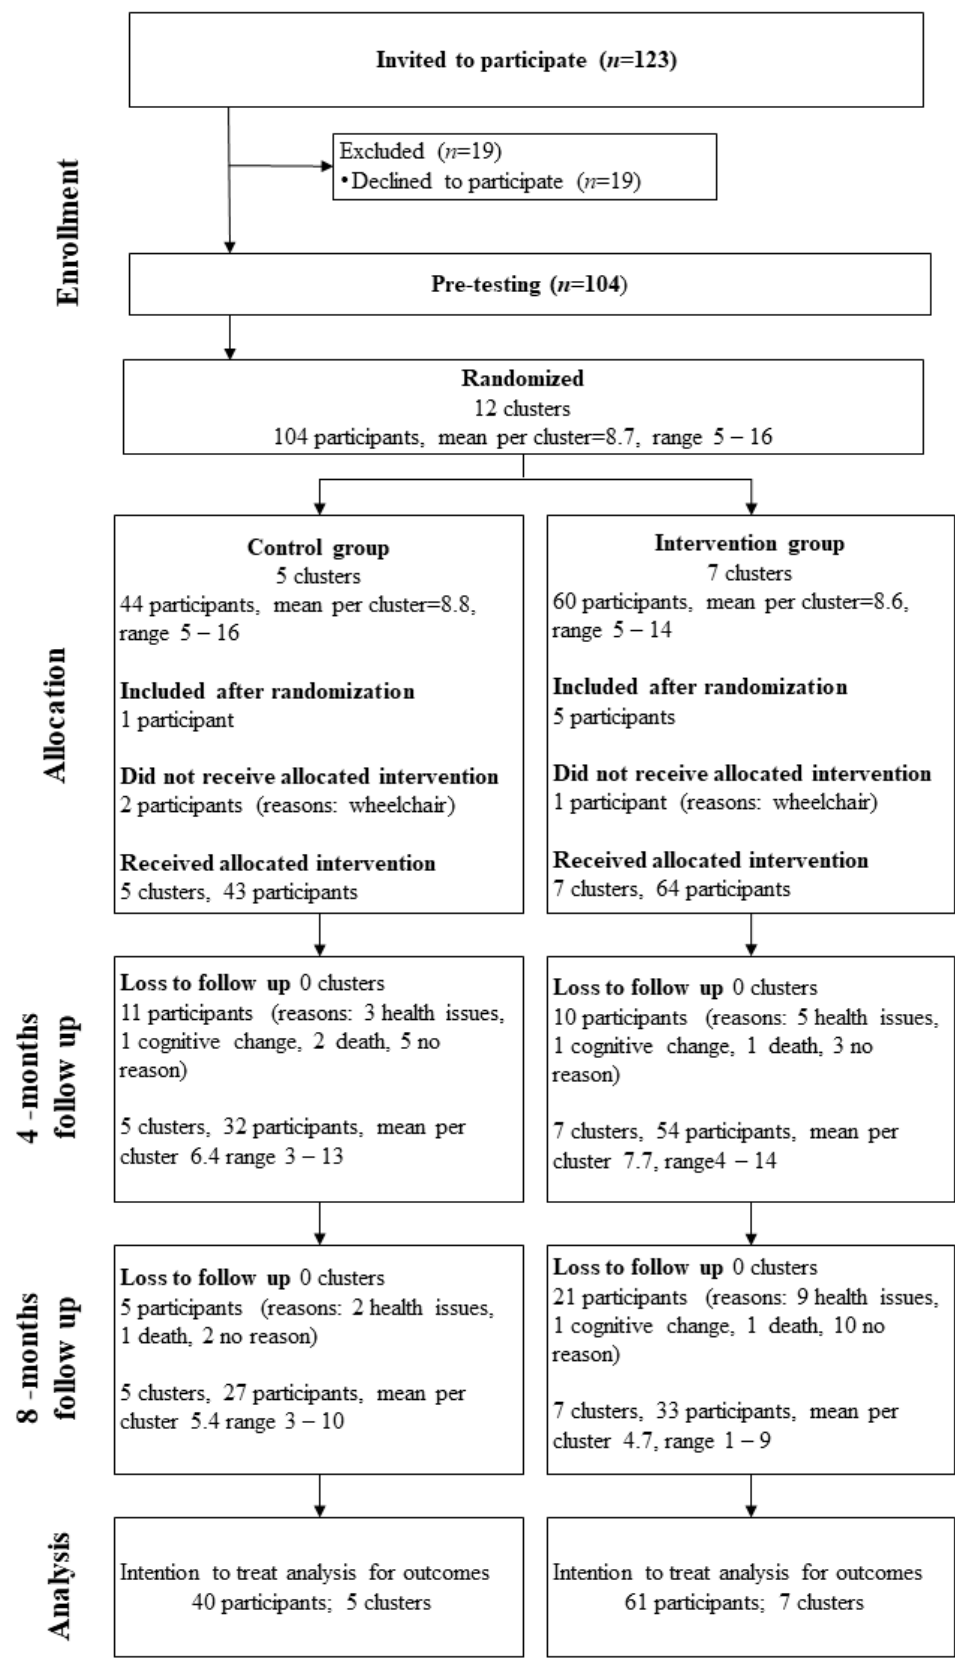 Invited to participate (n=123)
Enrollment
Excluded (n=19)
•Declined to participate (n=19)
Pre-testing (n=104)
Randomized
12 clusters
104 participants, mean per cluster=8.7, range 5 – 16
Allocation
Control group
5 clusters
44 participants, mean per cluster=8.8,
range 5 – 16
Included after randomization
1 participant
Did not receive allocated intervention
2 participants (reasons: wheelchair)
Received allocated intervention
5 clusters, 43 participants
Intervention group
7 clusters
60 participants, mean per cluster=8.6,
range 5 – 14
Included after randomization
5 participants
Did not receive allocated intervention
1 participant (reasons: wheelchair)
Received allocated intervention
7 clusters, 64 participants
4 -months
follow up
Loss to follow up 0 clusters
11 participants (reasons: 3 health issues,
1 cognitive change, 2 death, 5 no
reason)
5 clusters, 32 participants, mean per
cluster 6.4 range 3 – 13
Loss to follow up 0 clusters
10 participants (reasons: 5 health issues,
1 cognitive change, 1 death, 3 no
reason)
7 clusters, 54 participants, mean per
cluster 7.7, range4 – 14
8 -months
follow up
Loss to follow up 0 clusters
5 participants (reasons: 2 health issues,
1 death, 2 no reason)
5 clusters, 27 participants, mean per
cluster 5.4 range 3 – 10
Loss to follow up 0 clusters
21 participants (reasons: 9 health issues,
1 cognitive change, 1 death, 10 no
reason)
7 clusters, 33 participants, mean per
cluster 4.7, range 1 – 9
Analysis
Intention to treat analysis for outcomes
40 participants; 5 clusters
Intention to treat analysis for outcomes
61 participants; 7 clusters